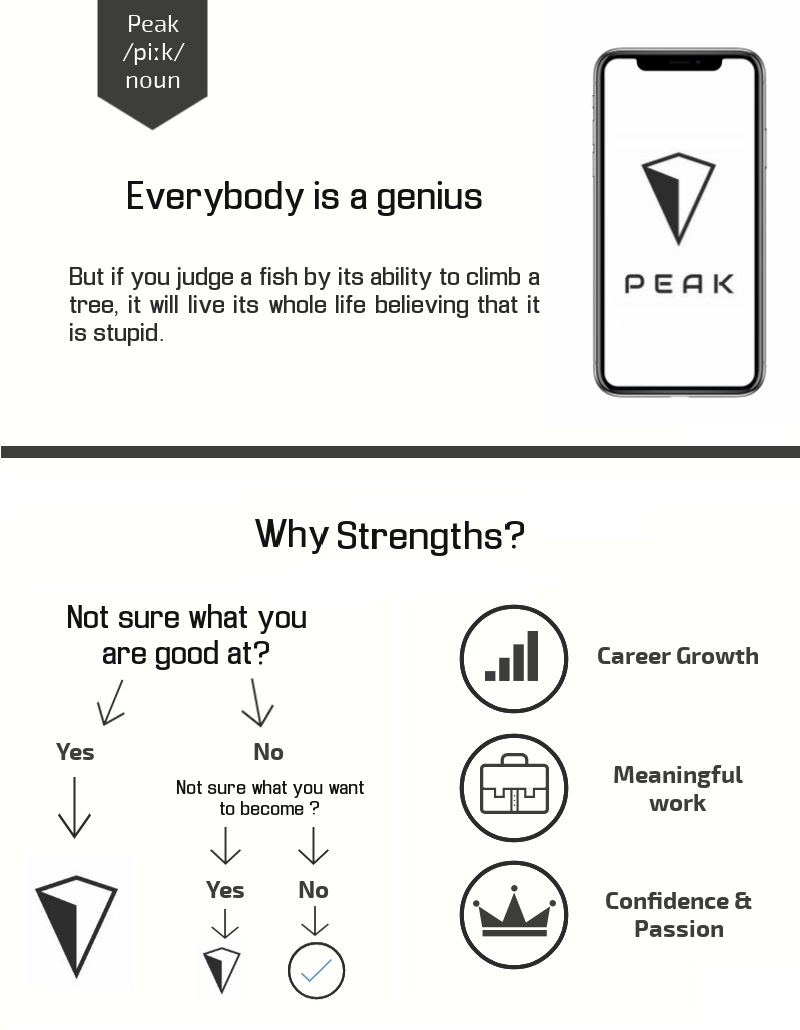 Peak
/piːk/
noun
Everybody is a genius
But if you judge a fish by its ability to climb a
tree, it will live its whole life believing that it
is stupid.
PEAK
Why Strengths?
Not sure what you
are good at?
Yes
No
Not sure what you want
to become ?
Yes
No
Career Growth
Meaningful
work
Confidence &
Passion